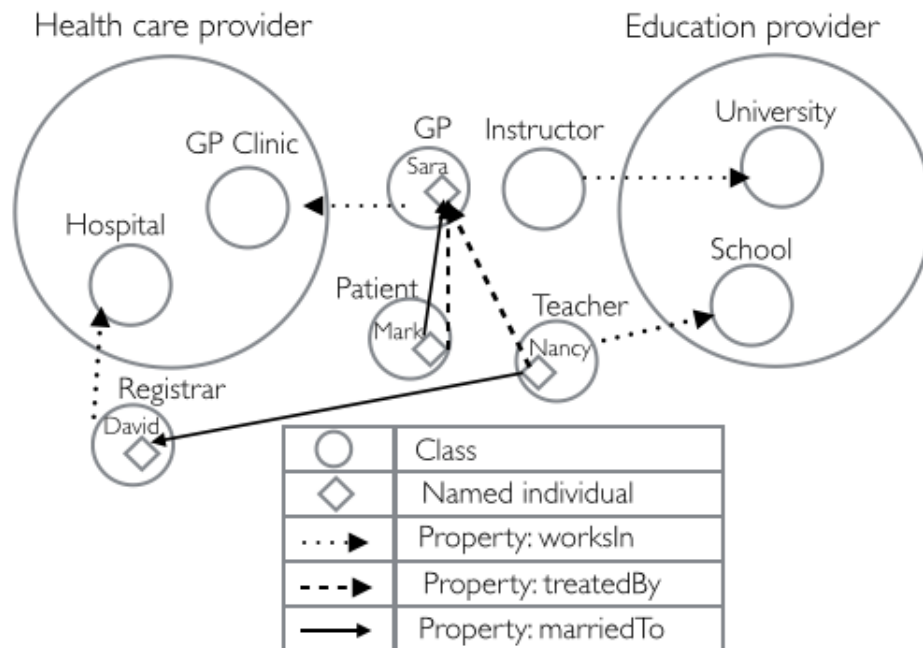 Health care provider
Education provider
GP
Instructor
University
GP Clinic
Sara
Hospital
School
Patient
Teacher
Mark
Nancy
Registrar
David
Class
Named individual
Property: worksIn
Property: treatedBy
Property: marriedTo